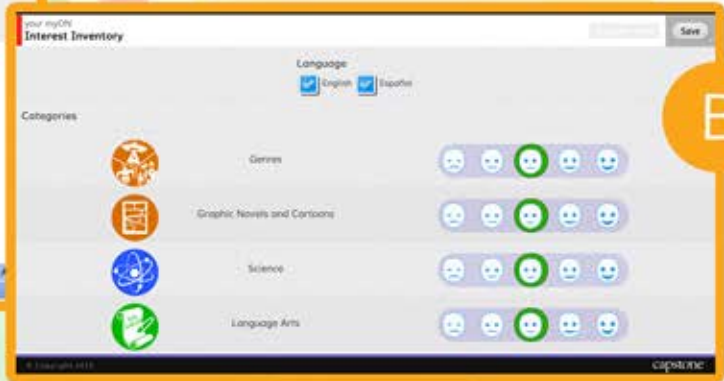 your myON
Interest Inventory
Save
Language
English Español
Categories
Genres
Graphic Novels and Cartoons
Science
Language Arts
capstone